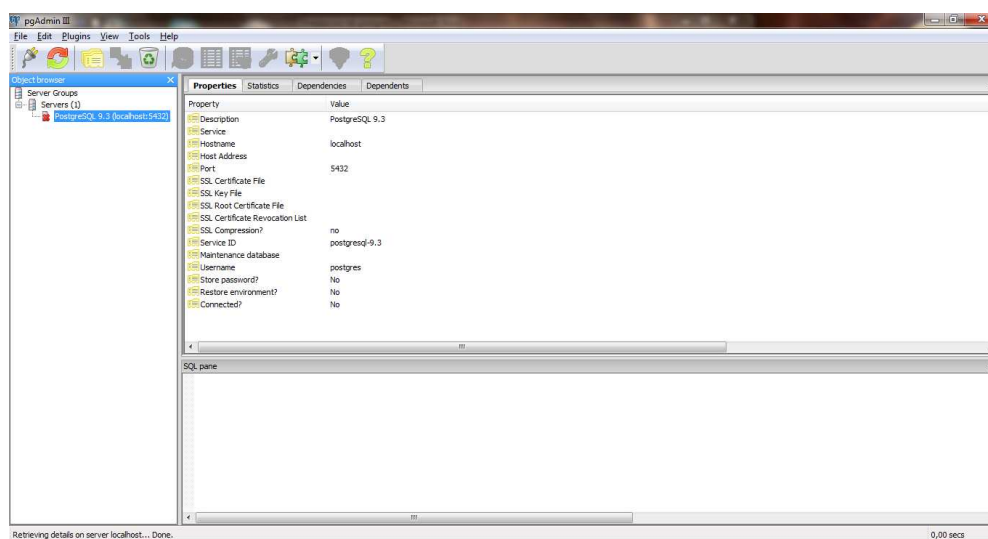 pgAdmin III
File Edit Plugins View Tools Help
Object browser
Server Groups
Servers (1)
PostgreSQL 9.3 (localhost:5432)
Properties Statistics Dependencies Dependents
Property Value
Description PostgreSQL 9.3
Service
Hostname localhost
Host Address
Port 5432
SSL Certificate File
SSL Key File
SSL Root Certificate File
SSL Certificate Revocation List
SSL Compression? no
Service ID postgresql-9.3
Maintenance database
Username postgres
Store password? No
Restore environment? No
Connected? No
SQL pane
Retrieving details on server localhost... Done. 0,00 secs